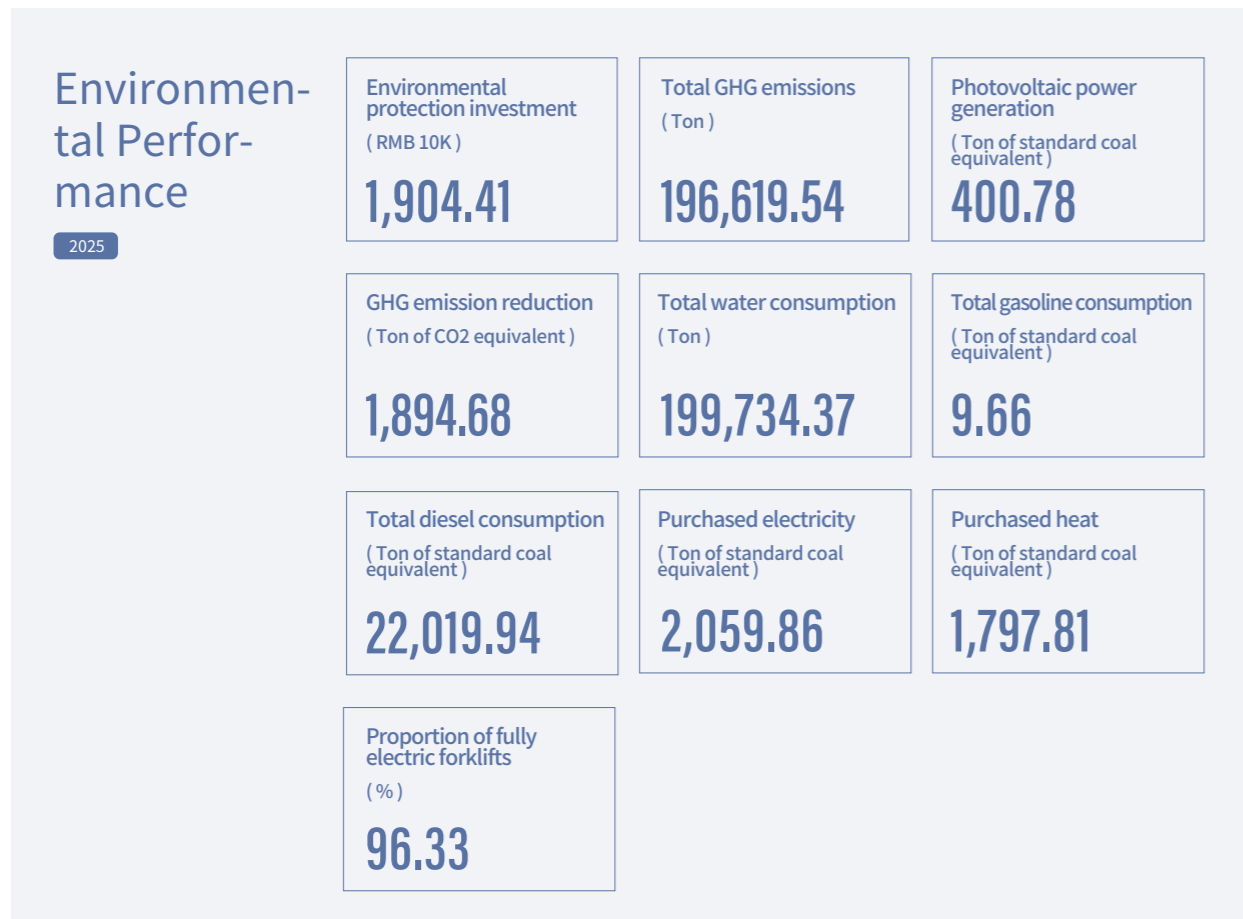 Environmen-
tal Perfor-
mance
2025
Environmental
protection investment
( RMB 10K )
1,904.41
Total GHG emissions
( Ton )
196,619.54
Photovoltaic power
generation
( Ton of standard coal
equivalent )
400.78
GHG emission reduction
( Ton of CO2 equivalent )
1,894.68
Total water consumption
( Ton )
199,734.37
Total gasoline consumption
( Ton of standard coal
equivalent )
9.66
Total diesel consumption
( Ton of standard coal
equivalent )
22,019.94
Purchased electricity
( Ton of standard coal
equivalent )
2,059.86
Purchased heat
( Ton of standard coal
equivalent )
1,797.81
Proportion of fully
electric forklifts
( % )
96.33